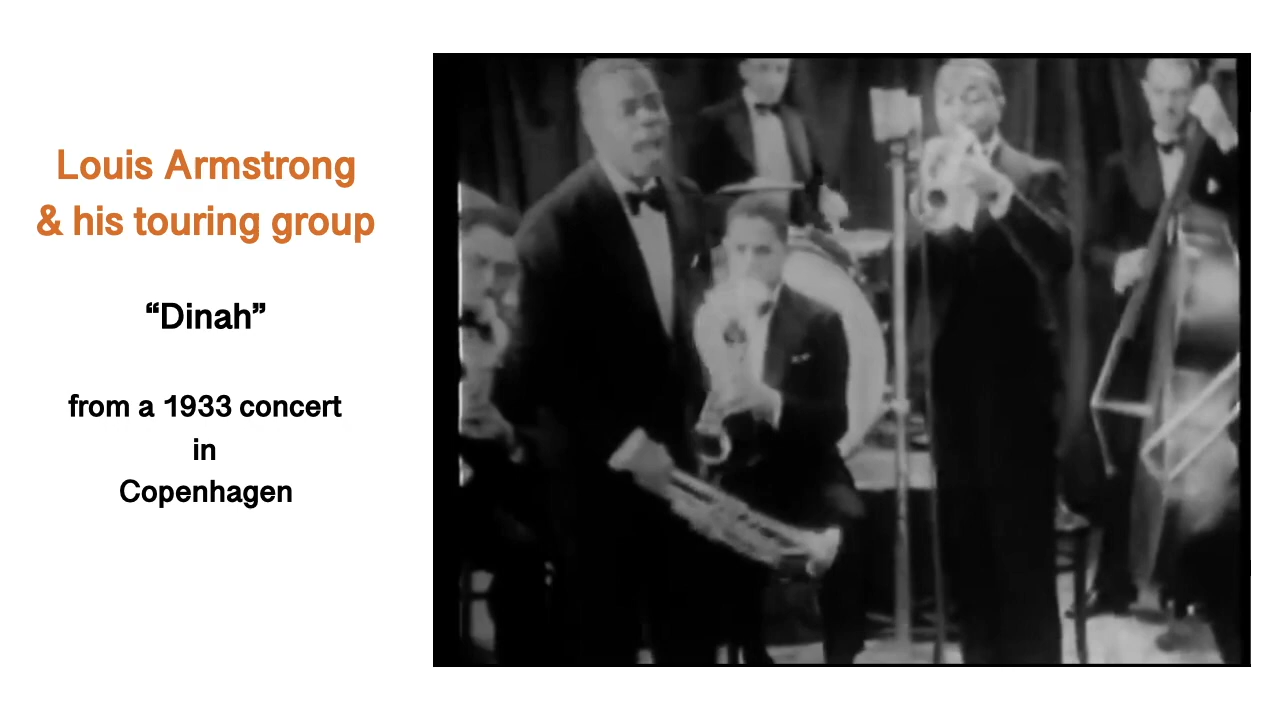 Louis Armstrong
& his touring group
“Dinah”
from a 1933 concert
in
Copenhagen